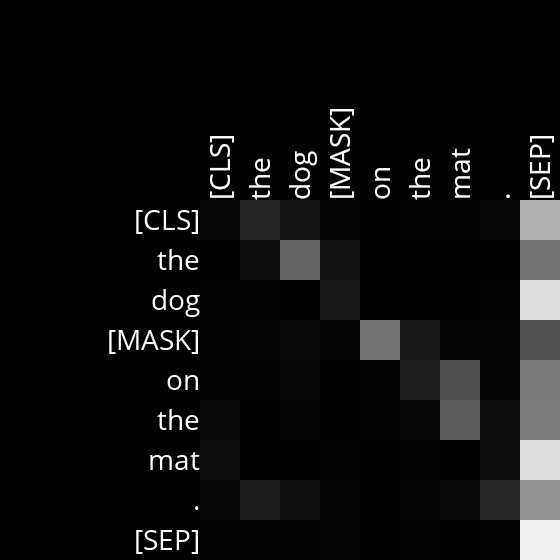 [CLS] the dog [MASK] on the mat . [SEP]
[CLS]
the
dog
[MASK]
on
the
mat
.
[SEP]